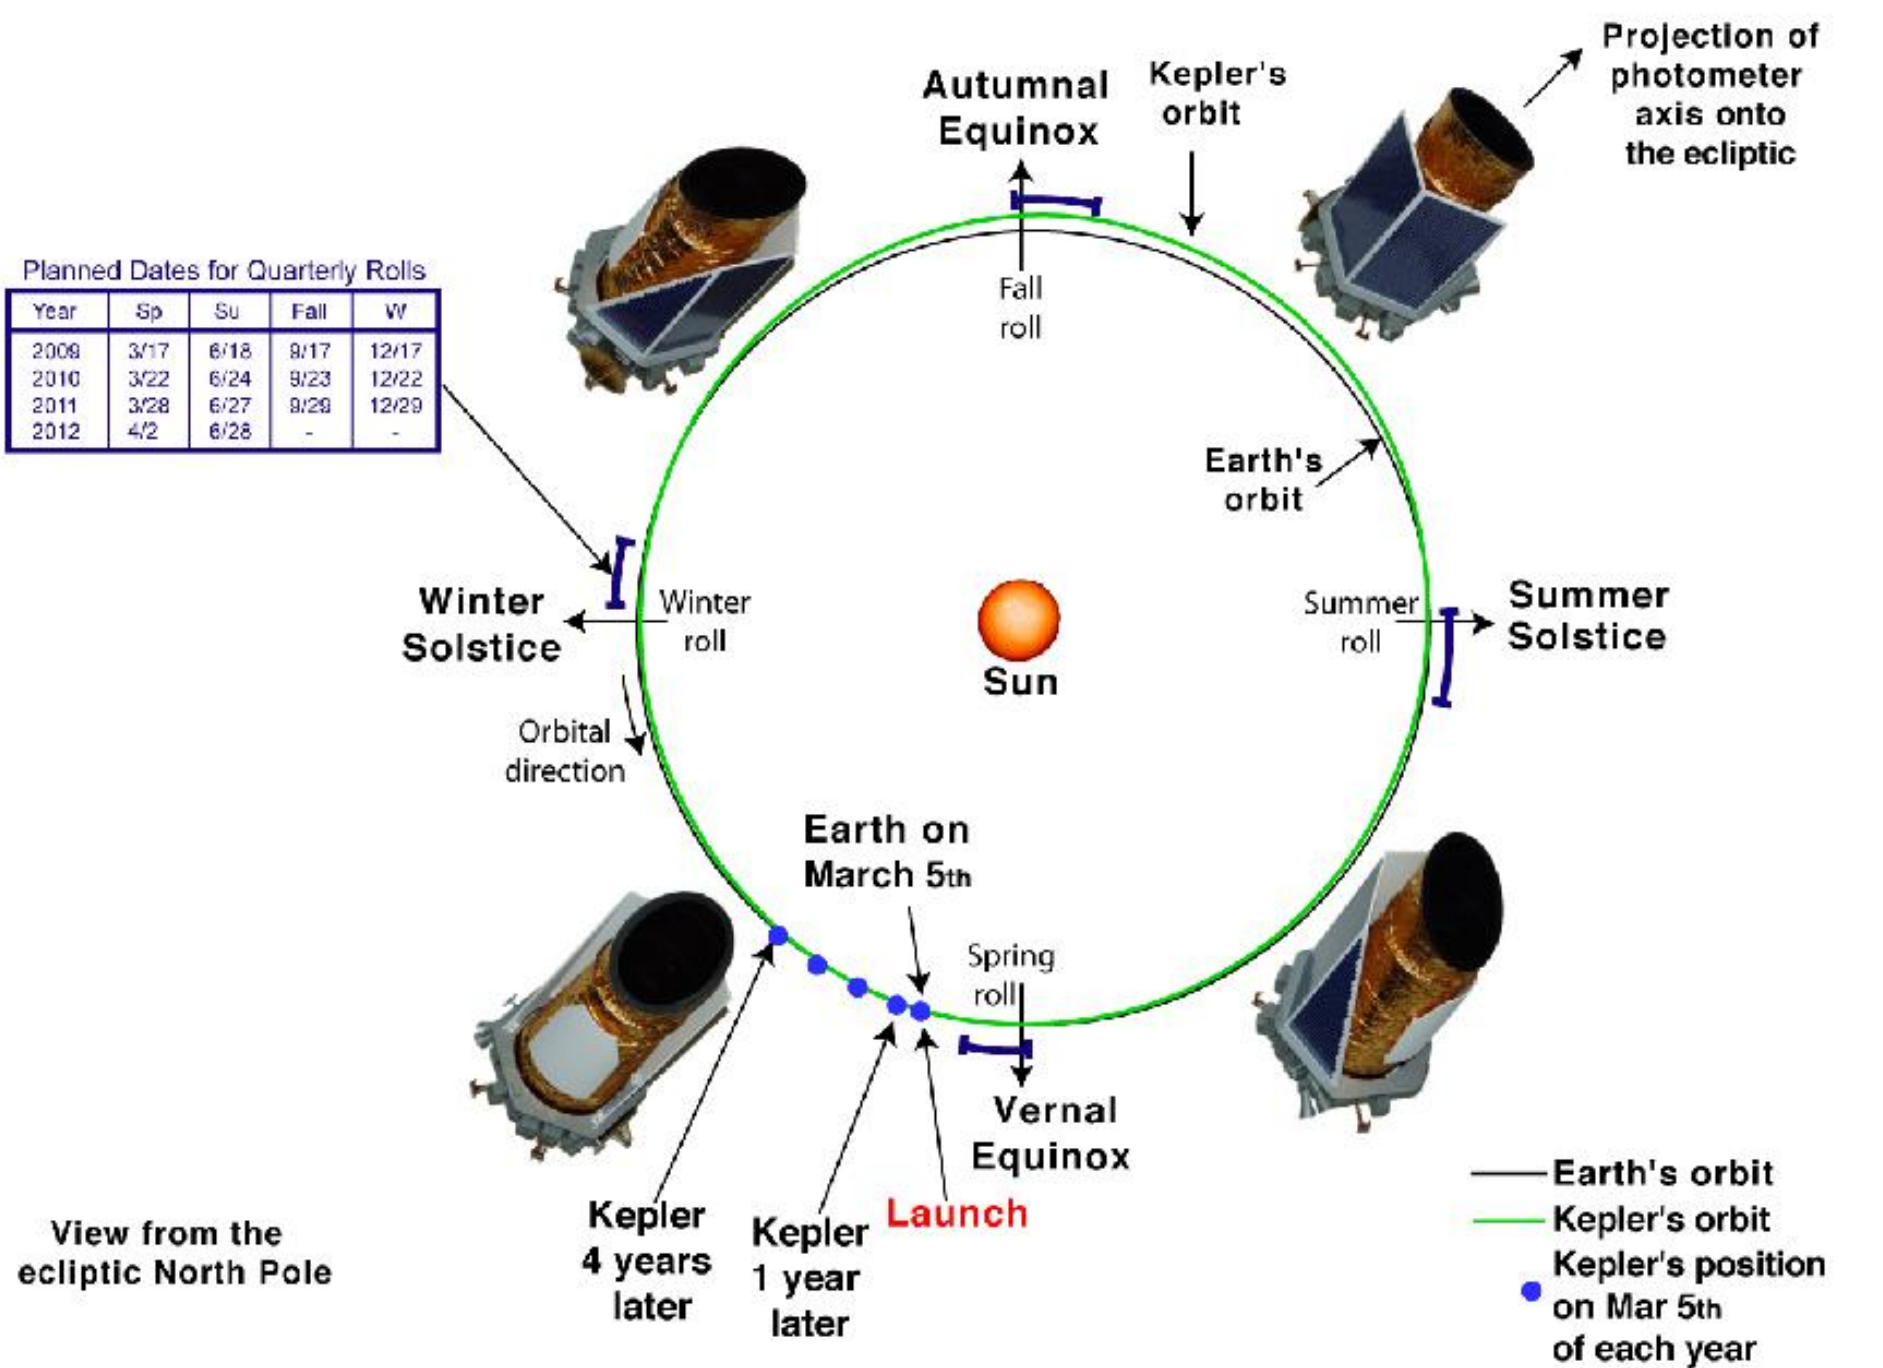 Projection of
photometer
axis onto
the ecliptic
Autumnal
Equinox
Kepler's
orbit
Planned Dates for Quarterly Rolls
Year Sp Su Fall W
2009 3/17 6/18 9/17 12/17
2010 3/22 6/24 9/23 12/22
2011 3/28 6/27 9/29 12/29
2012 4/2 6/28 - -
Fall
roll
Earth's
orbit
Winter
Solstice
Winter
roll
Summer
roll
Summer
Solstice
Sun
Orbital
direction
Earth on
March 5th
Spring
roll
Vernal
Equinox
Launch
Kepler
4 years
later
Kepler
1 year
later
View from the
ecliptic North Pole
Earth's orbit
Kepler's orbit
Kepler's position
on Mar 5th
of each year